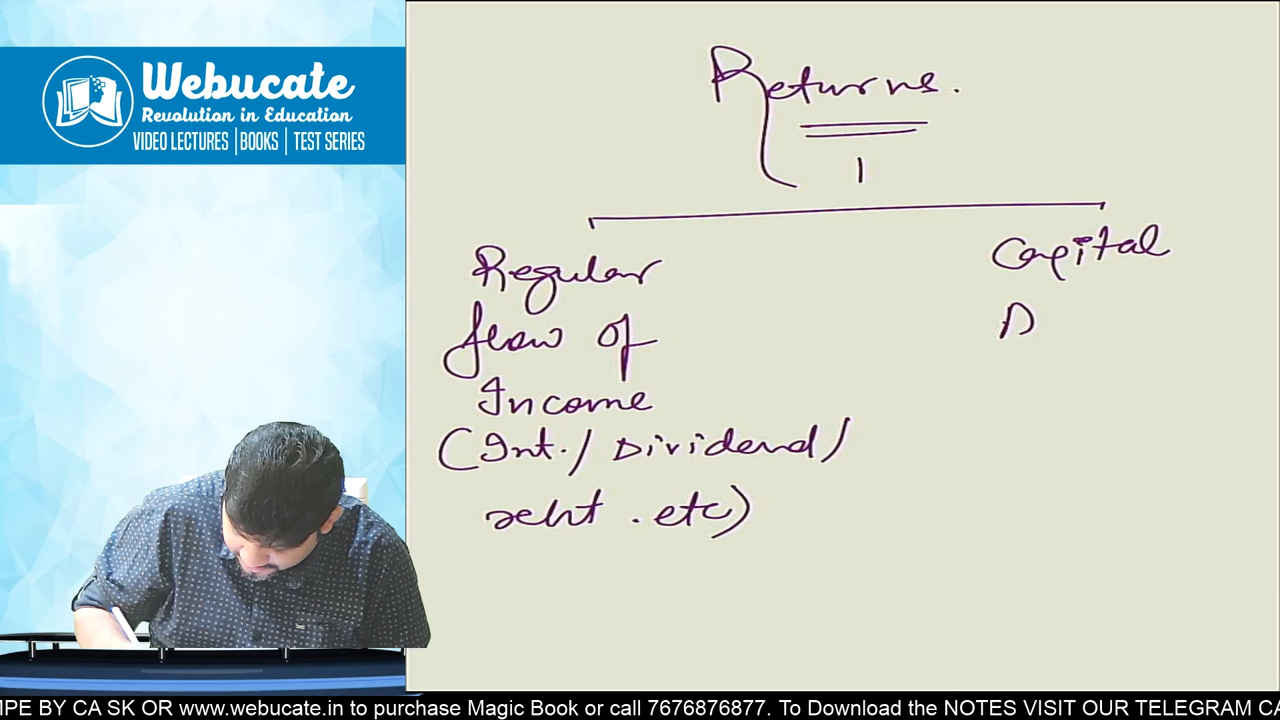 Webucate
Revolution in Education
VIDEO LECTURES | BOOKS | TEST SERIES
Returns.
Regular
flow of
Income
(Int./ Dividend/
rent . etc)
Capital
A
MPE BY CA SK OR www.webucate.in to purchase Magic Book or call 7676876877. To Download the NOTES VISIT OUR TELEGRAM CA